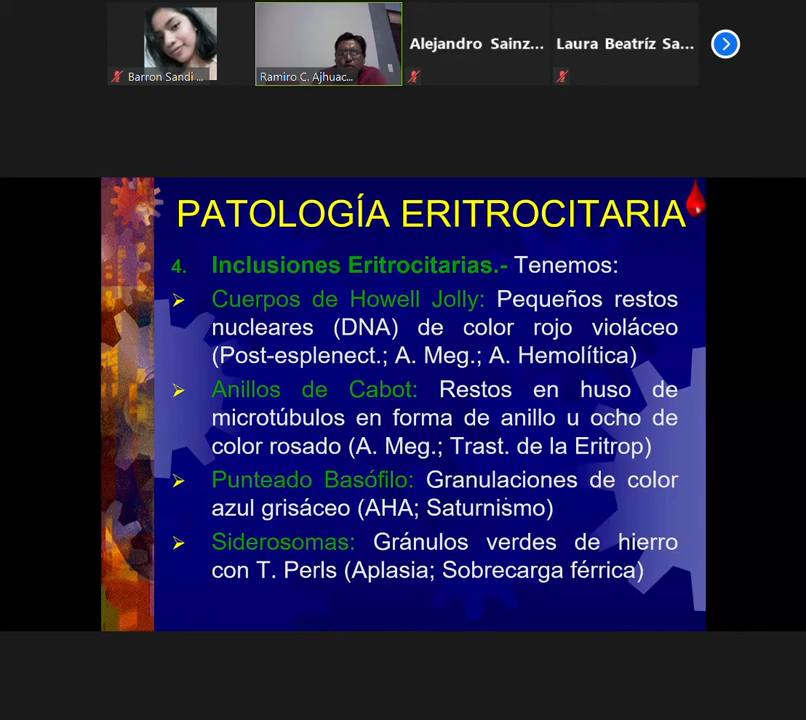 Alejandro Sainz...
Laura Beatríz Sa...
Barron Sandi ...
Ramiro C. Ajhuac...
PATOLOGÍA ERITROCITARIA
4. Inclusiones Eritrocitarias.- Tenemos:
Cuerpos de Howell Jolly: Pequeños restos
nucleares (DNA) de color rojo violáceo
(Post-esplenect.; A. Meg.; A. Hemolítica)
Anillos de Cabot: Restos en huso de
microtúbulos en forma de anillo u ocho de
color rosado (A. Meg.; Trast. de la Eritrop)
Punteado Basófilo: Granulaciones de color
azul grisáceo (AHA; Saturnismo)
Siderosomas: Gránulos verdes de hierro
con T. Perls (Aplasia; Sobrecarga férrica)